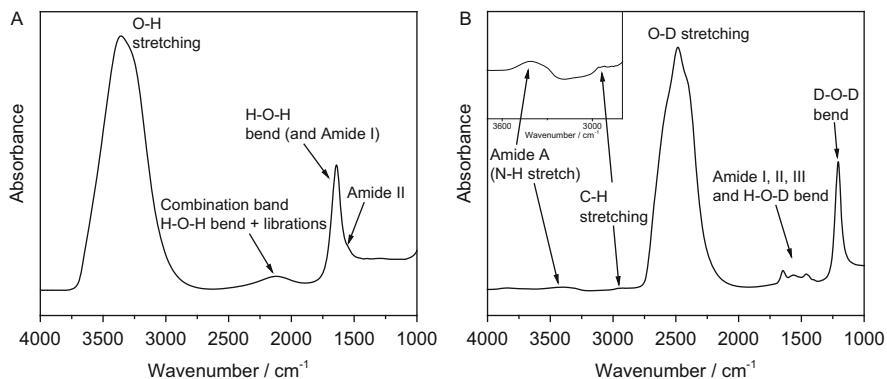 A
O-H
stretching
H-O-H
bend (and Amide I)
Combination band
H-O-H bend + librations
Amide II
Absorbance
4000 3500 3000 2500 2000 1500 1000
Wavenumber / cm-1
B
O-D stretching
D-O-D
bend
3600 3000
Wavenumber / cm-1
Amide A
(N-H stretch)
C-H
stretching
Amide I, II, III
and H-O-D bend
Absorbance
4000 3500 3000 2500 2000 1500 1000
Wavenumber / cm-1